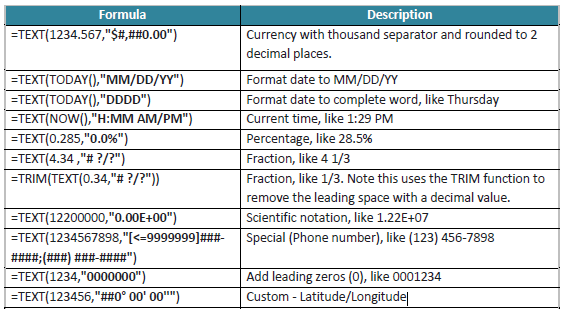 Formula Description
=TEXT(1234.567,"$#,##0.00") Currency with thousand separator and rounded to 2
decimal places.
=TEXT(TODAY(),"MM/DD/YY") Format date to MM/DD/YY
=TEXT(TODAY(),"DDDD") Format date to complete word, like Thursday
=TEXT(NOW(),"H:MM AM/PM") Current time, like 1:29 PM
=TEXT(0.285,"0.0%") Percentage, like 28.5%
=TEXT(4.34 ,"# ?/?") Fraction, like 4 1/3
=TRIM(TEXT(0.34,"# ?/?")) Fraction, like 1/3. Note this uses the TRIM function to
remove the leading space with a decimal value.
=TEXT(12200000,"0.00E+00") Scientific notation, like 1.22E+07
=TEXT(1234567898,"[<=9999999]###- Special (Phone number), like (123) 456-7898
####;(###) ###-####")
=TEXT(1234,"0000000") Add leading zeros (0), like 0001234
=TEXT(123456,"##0° 00' 00"") Custom - Latitude/Longitude